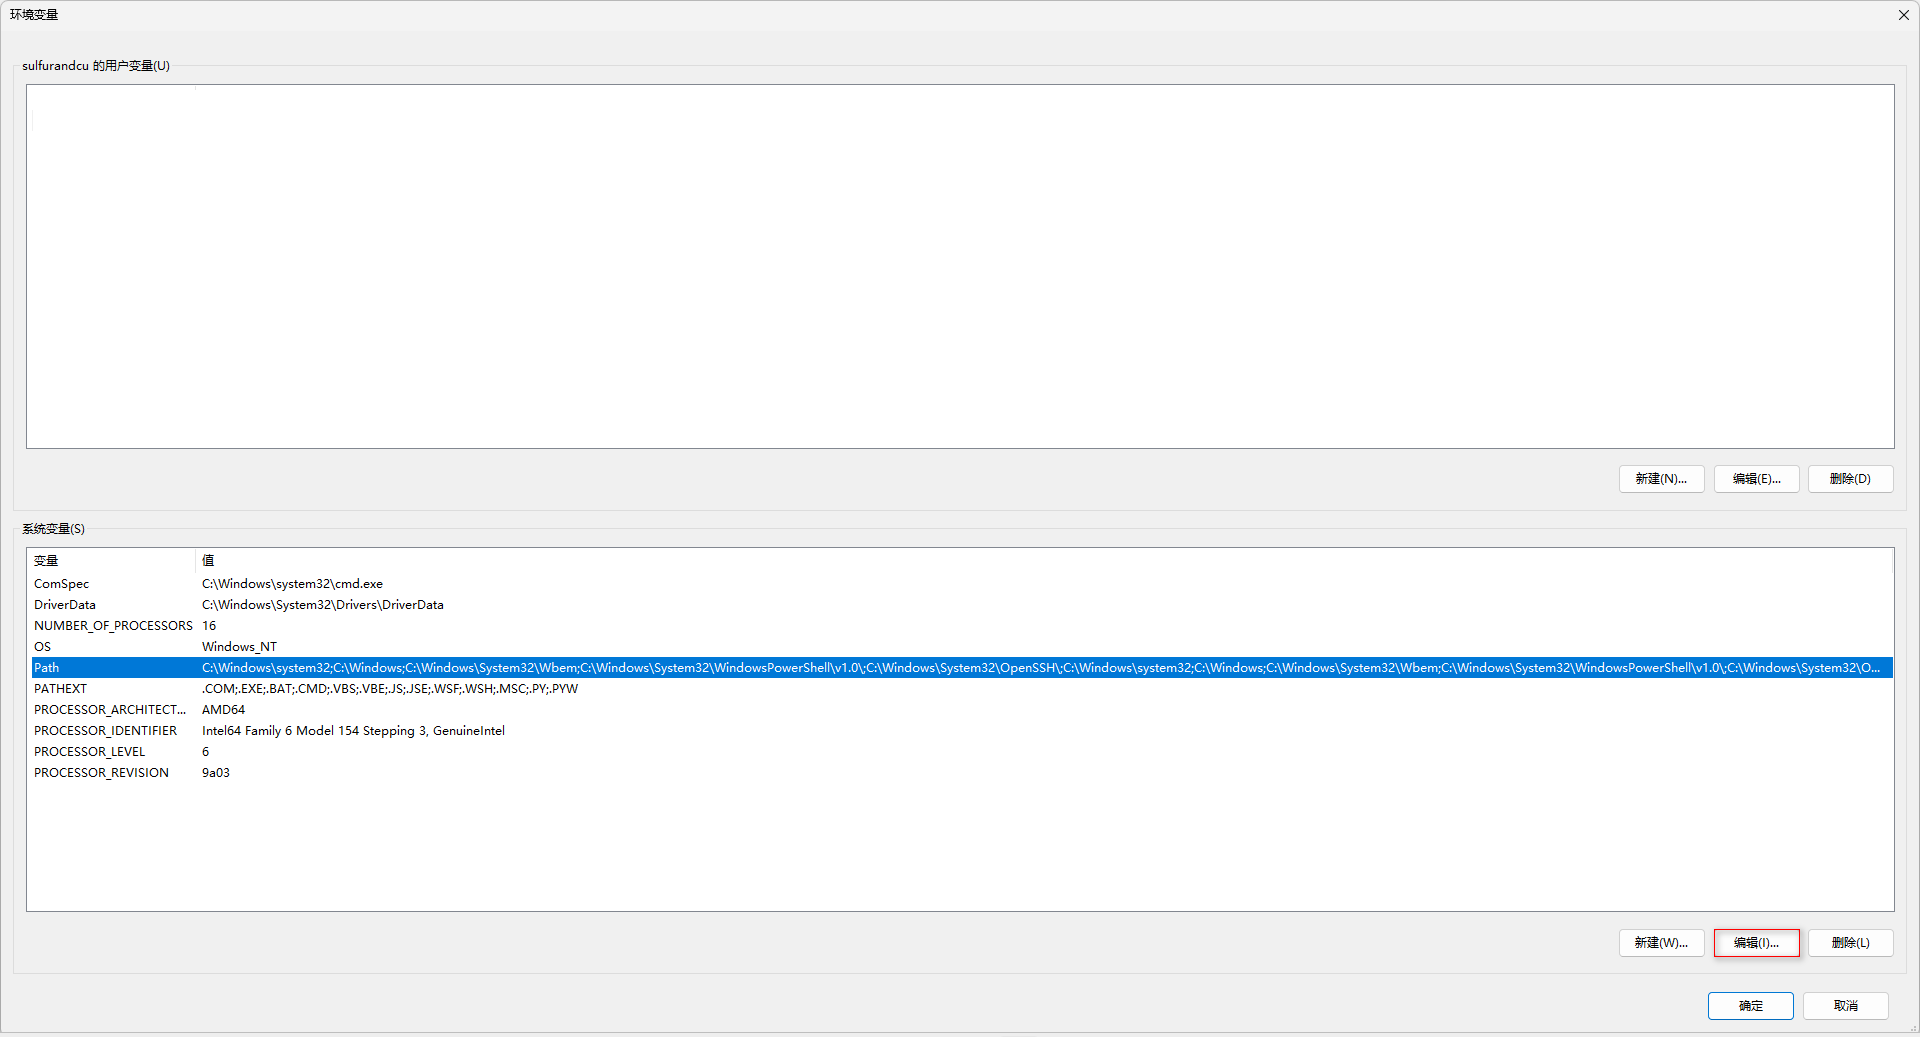 环境变量
sulfurandcu 的用户变量(U)
新建(N)... 编辑(E)... 删除(D)
系统变量(S)
变量 值
ComSpec C:\Windows\system32\cmd.exe
DriverData C:\Windows\System32\Drivers\DriverData
NUMBER_OF_PROCESSORS 16
OS Windows_NT
Path C:\Windows\system32;C:\Windows;C:\Windows\System32\Wbem;C:\Windows\System32\WindowsPowerShell\v1.0\;C:\Windows\System32\OpenSSH\;C:\Windows\system32;C:\Windows;C:\Windows\System32\Wbem;C:\Windows\System32\WindowsPowerShell\v1.0\;C:\Windows\System32\O...
PATHEXT .COM;.EXE;.BAT;.CMD;.VBS;.VBE;.JS;.JSE;.WSF;.WSH;.MSC;.PY;.PYW
PROCESSOR_ARCHITECT... AMD64
PROCESSOR_IDENTIFIER Intel64 Family 6 Model 154 Stepping 3, GenuineIntel
PROCESSOR_LEVEL 6
PROCESSOR_REVISION 9a03
新建(W)... 编辑(I)... 删除(L)
确定 取消